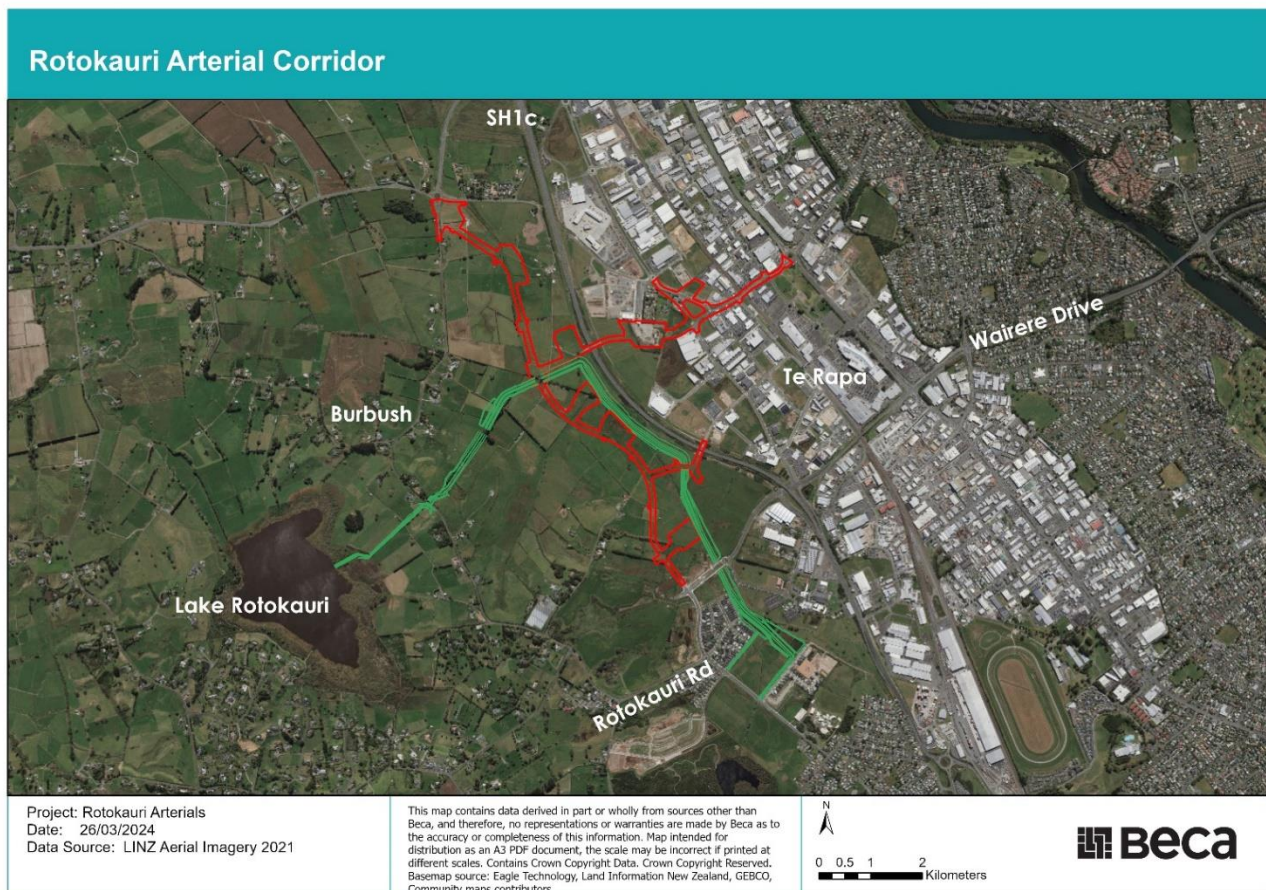 Rotokauri Arterial Corridor
SH1c
Wairere Drive
Te Rapa
Burbush
Lake Rotokauri
Rotokauri Rd
Project: Rotokauri Arterials
Date: 26/03/2024
Data Source: LINZ Aerial Imagery 2021
This map contains data derived in part or wholly from sources other than
Beca, and therefore, no representations or warranties are made by Beca as to
the accuracy or completeness of this information. Map intended for
distribution as an A3 PDF document, the scale may be incorrect if printed at
different scales. Contains Crown Copyright Data. Crown Copyright Reserved.
Basemap source: Eagle Technology, Land Information New Zealand, GEBCO,
Community maps contributors
N
0 0.5 1 2
Kilometers
Beca